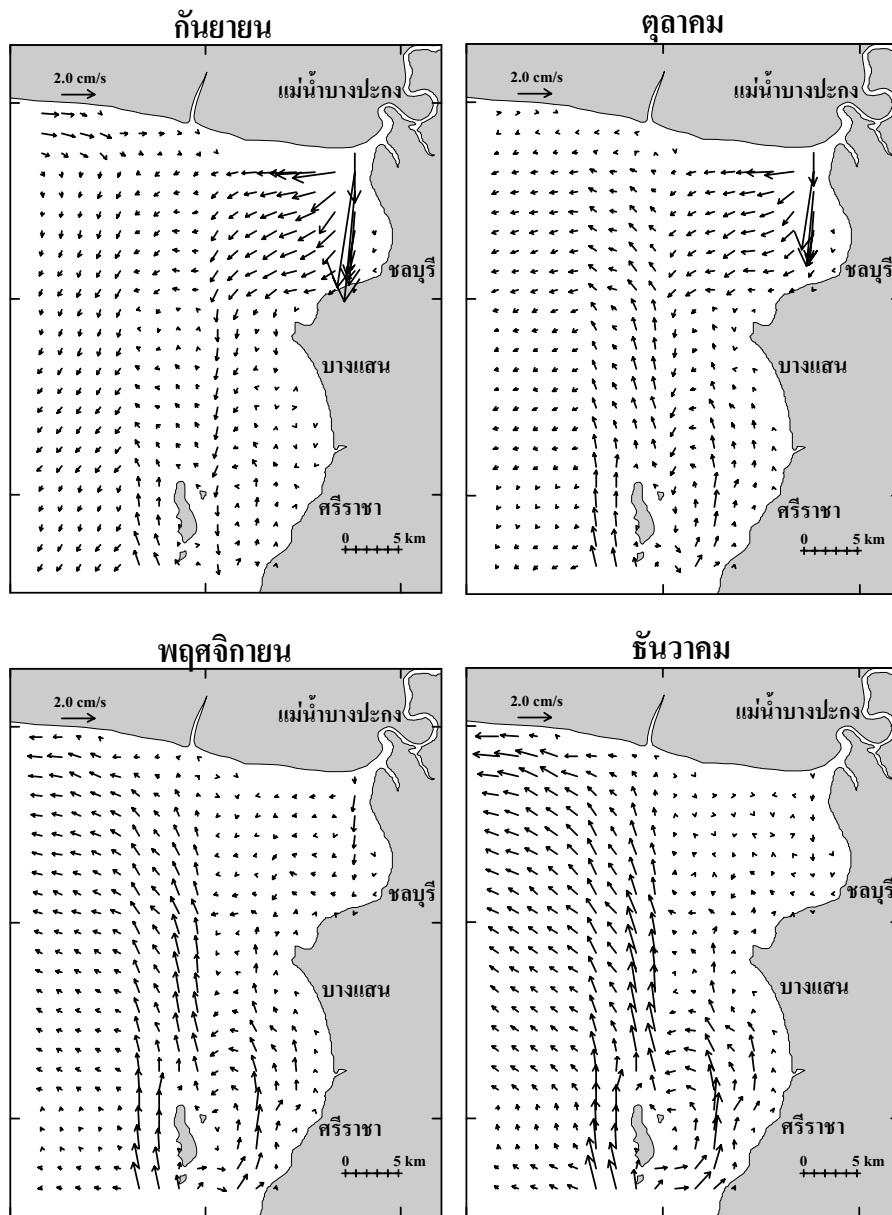 กันยายน
2.0 cm/s
แม่น้ำบางปะกง
ชลบุรี
บางแสน
ศรีราชา
0 5 km
ตุลาคม
2.0 cm/s
แม่น้ำบางปะกง
ชลบุรี
บางแสน
ศรีราชา
0 5 km
พฤศจิกายน
2.0 cm/s
แม่น้ำบางปะกง
ชลบุรี
บางแสน
ศรีราชา
0 5 km
ธันวาคม
2.0 cm/s
แม่น้ำบางปะกง
ชลบุรี
บางแสน
ศรีราชา
0 5 km